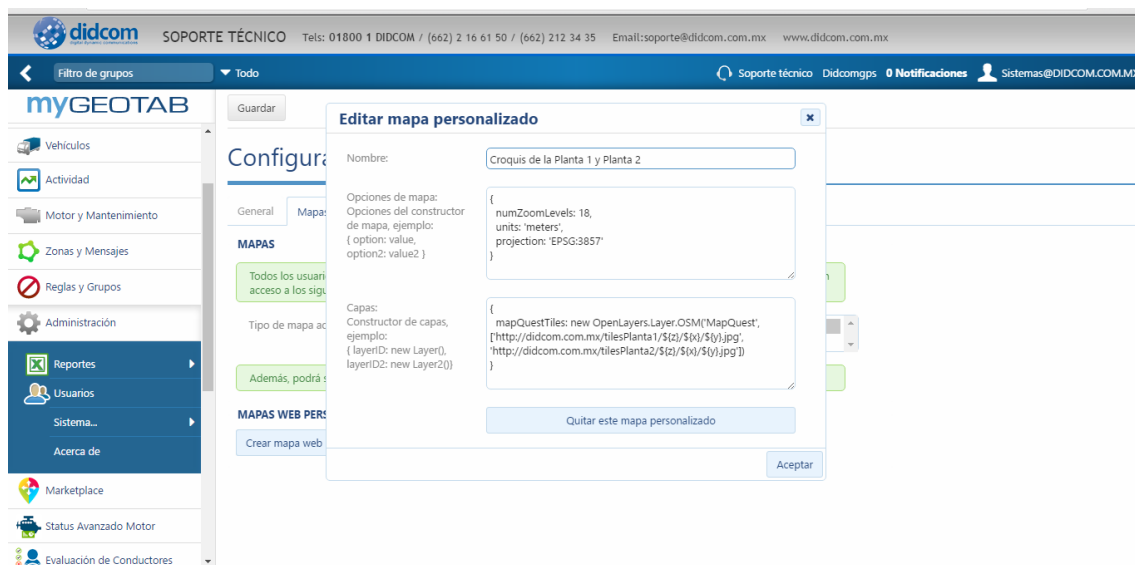 didcom
digital dynamic communications
SOPORTE TÉCNICO Tels: 01800 1 DIDCOM / (662) 2 16 61 50 / (662) 212 34 35 Email:soporte@didcom.com.mx www.didcom.com.mx
Filtro de grupos
Todo
Soporte técnico Didcomgps 0 Notificaciones Sistemas@DIDCOM.COM.MX
myGEOTAB
Vehículos
Actividad
Motor y Mantenimiento
Zonas y Mensajes
Reglas y Grupos
Administración
Reportes
Usuarios
Sistema...
Acerca de
Marketplace
Status Avanzado Motor
Evaluación de Conductores
Guardar
Configura
General Mapas
MAPAS
Todos los usuari
acceso a los sigu
n
Tipo de mapa ac
Además, podrá s
MAPAS WEB PERS
Crear mapa web
Editar mapa personalizado
x
Nombre:
Croquis de la Planta 1 y Planta 2
Opciones de mapa:
Opciones del constructor
de mapa, ejemplo:
{ option: value,
option2: value2 }
{
numZoomLevels: 18,
units: 'meters',
projection: 'EPSG:3857'
}
Capas:
Constructor de capas,
ejemplo:
{ layerID: new Layer(),
layerID2: new Layer2()}
{
mapQuestTiles: new OpenLayers.Layer.OSM('MapQuest',
['http://didcom.com.mx/tilesPlanta1/${z}/${x}/${y}.jpg',
'http://didcom.com.mx/tilesPlanta2/${z}/${x}/${y}.jpg'])
}
Quitar este mapa personalizado
Aceptar